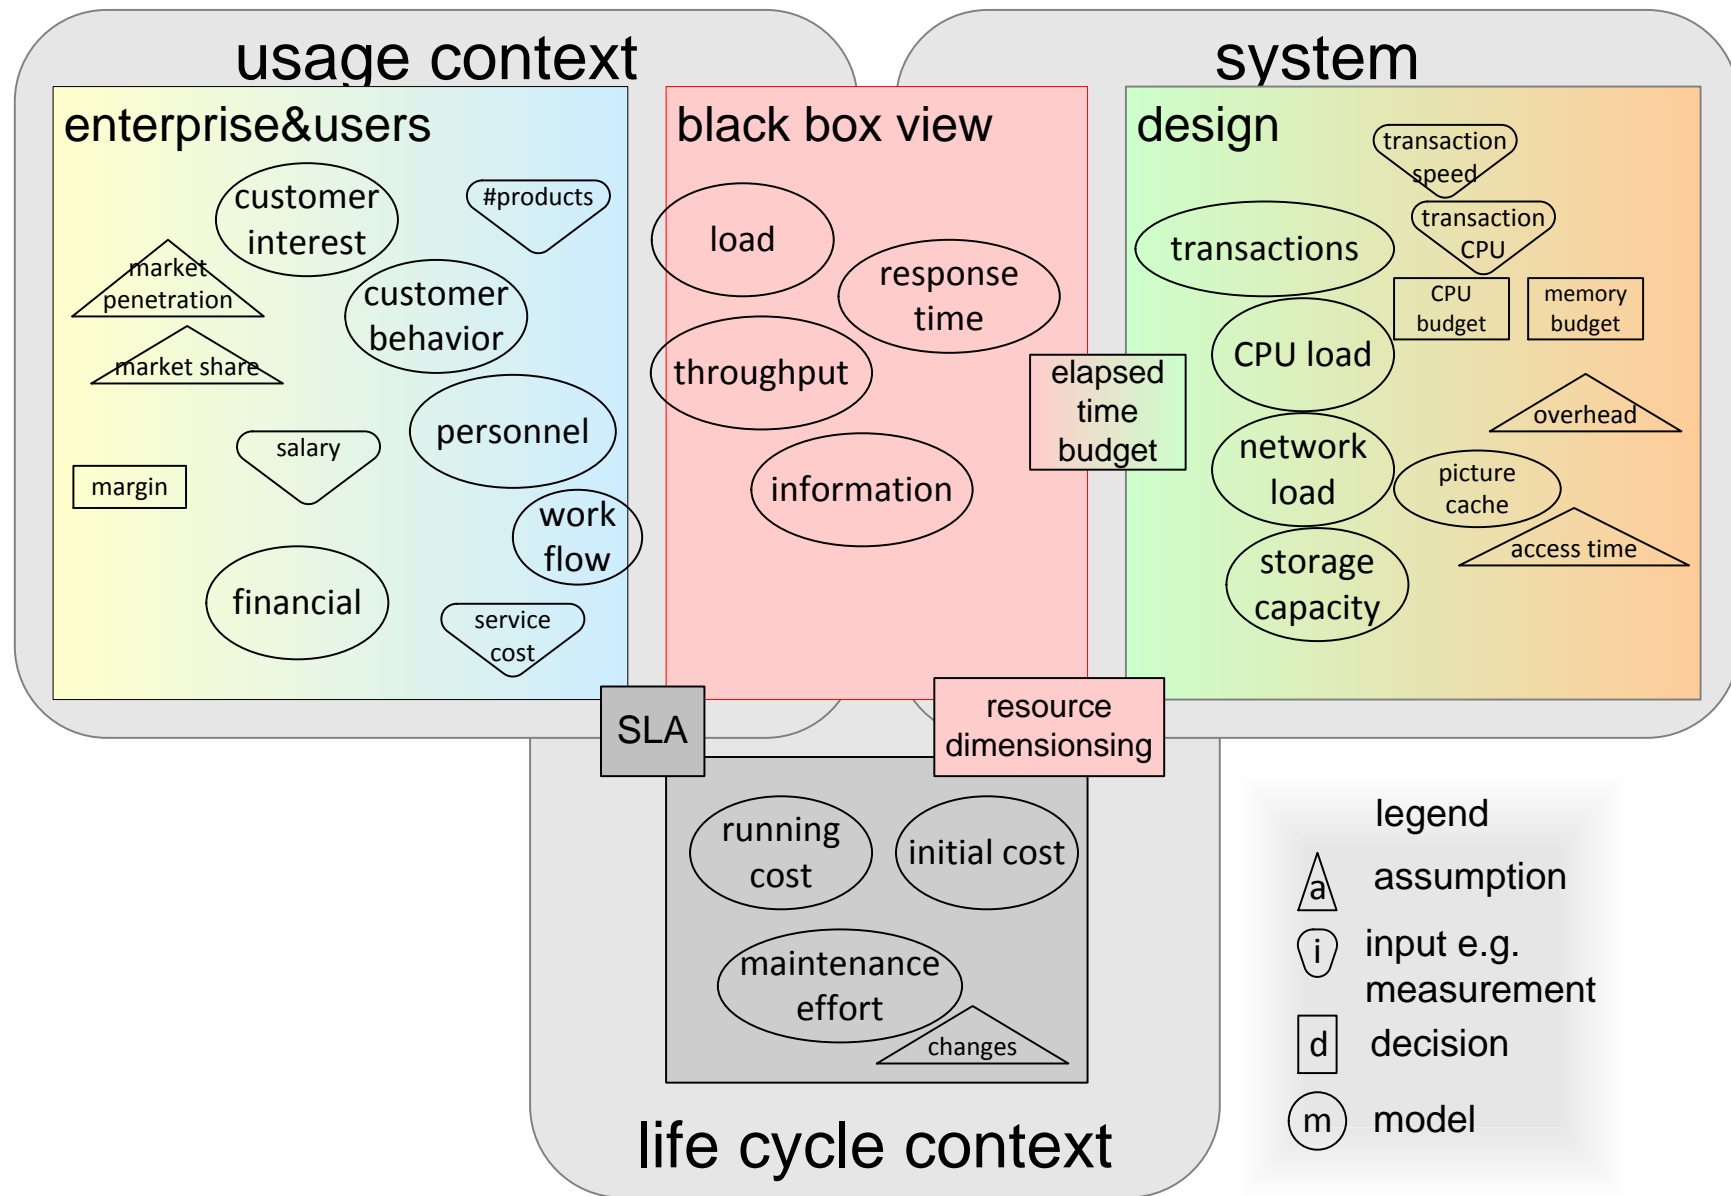 usage context
system
enterprise&users
customer
interest
#products
market
penetration
customer
behavior
market share
personnel
salary
margin
work
flow
financial
service
cost
black box view
load
response
time
throughput
information
elapsed
time
budget
design
transaction
speed
transaction
CPU
transactions
CPU
budget
memory
budget
CPU load
overhead
network
load
picture
cache
access time
storage
capacity
SLA
resource
dimensionsing
running
cost
initial cost
maintenance
effort
changes
life cycle context
legend
a assumption
i input e.g.
measurement
d decision
m model